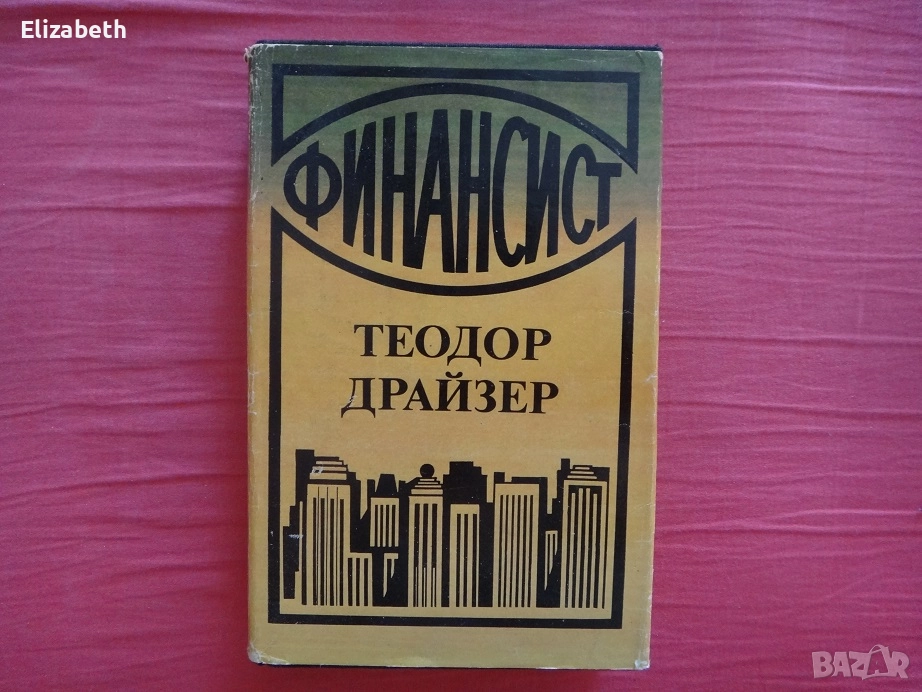 Elizabeth
ФИНАНСИСТ
ТЕОДОР
ДРАЙЗЕР
BAZAR